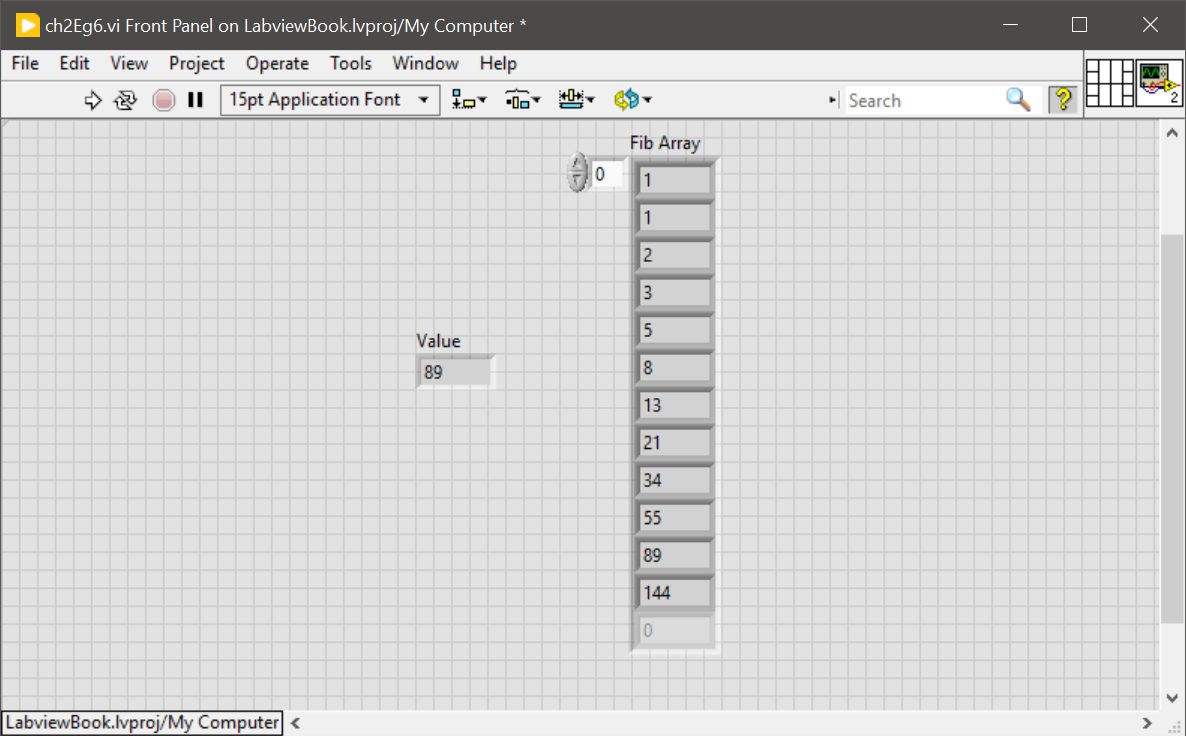 ch2Eg6.vi Front Panel on LabviewBook.lvproj/My Computer *
File Edit View Project Operate Tools Window Help
15pt Application Font
Search
?
2
Fib Array
0
1
1
2
3
5
8
13
21
34
55
89
144
0
Value
89
LabviewBook.lvproj/My Computer